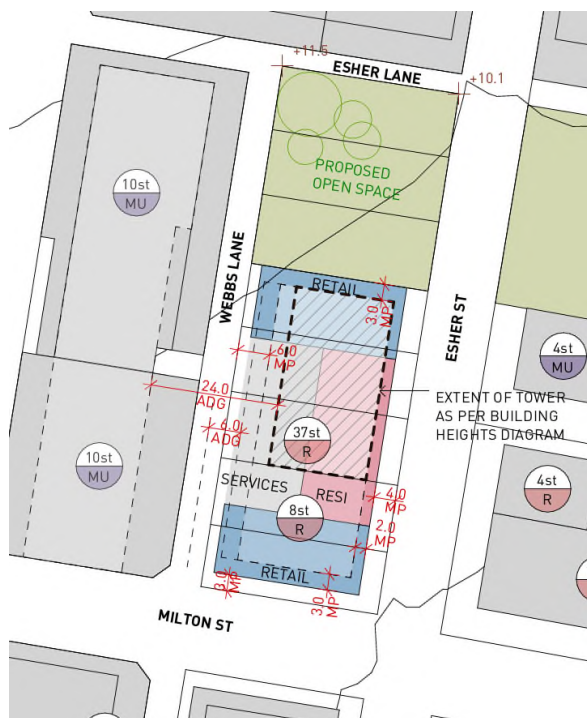 +11.5
ESHER LANE
+10.1
PROPOSED
OPEN SPACE
10st
MU
WEBBS LANE
RETAIL
3.0
MP
ESHER ST
6.0
MP
4st
MU
24.0
ADG
EXTENT OF TOWER
AS PER BUILDING
HEIGHTS DIAGRAM
6.0
ADG
37st
R
10st
MU
SERVICES
RESI
4.0
MP
4st
R
8st
R
2.0
MP
RETAIL
3.0
MP
3.0
MP
MILTON ST